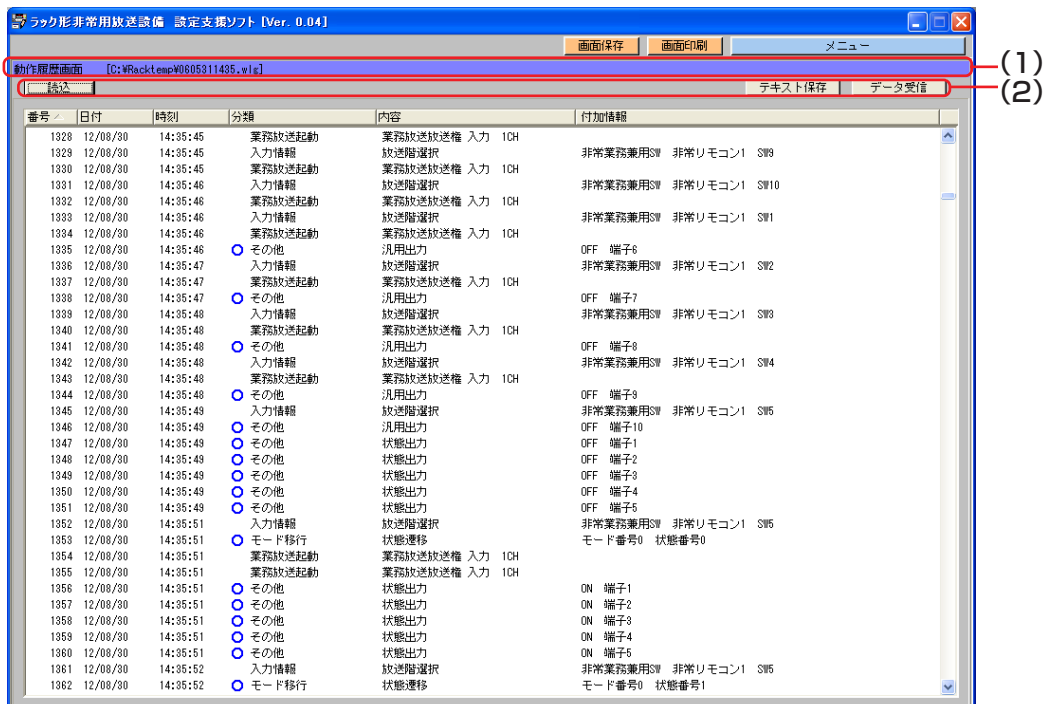 ラック形非常用放送設備 設定支援ソフト [Ver. 0.04]
画面保存 画面印刷 メニュー
動作履歴画面 [C:¥Racktemp¥0605311435.wlg] (1)
読込 テキスト保存 データ受信 (2)
番号 日付 時刻 分類 内容 付加情報
1328 12/08/30 14:35:45 業務放送起動 業務放送放送権 入力 1CH
1329 12/08/30 14:35:45 入力情報 放送階選択 非常業務兼用SW 非常リモコン1 SW9
1330 12/08/30 14:35:45 業務放送起動 業務放送放送権 入力 1CH
1331 12/08/30 14:35:46 入力情報 放送階選択 非常業務兼用SW 非常リモコン1 SW10
1332 12/08/30 14:35:46 業務放送起動 業務放送放送権 入力 1CH
1333 12/08/30 14:35:46 入力情報 放送階選択 非常業務兼用SW 非常リモコン1 SW1
1334 12/08/30 14:35:46 業務放送起動 業務放送放送権 入力 1CH
1335 12/08/30 14:35:46 その他 汎用出力 OFF 端子6
1336 12/08/30 14:35:47 入力情報 放送階選択 非常業務兼用SW 非常リモコン1 SW2
1337 12/08/30 14:35:47 業務放送起動 業務放送放送権 入力 1CH
1338 12/08/30 14:35:47 その他 汎用出力 OFF 端子7
1339 12/08/30 14:35:48 入力情報 放送階選択 非常業務兼用SW 非常リモコン1 SW3
1340 12/08/30 14:35:48 業務放送起動 業務放送放送権 入力 1CH
1341 12/08/30 14:35:48 その他 汎用出力 OFF 端子8
1342 12/08/30 14:35:48 入力情報 放送階選択 非常業務兼用SW 非常リモコン1 SW4
1343 12/08/30 14:35:48 業務放送起動 業務放送放送権 入力 1CH
1344 12/08/30 14:35:48 その他 汎用出力 OFF 端子9
1345 12/08/30 14:35:49 入力情報 放送階選択 非常業務兼用SW 非常リモコン1 SW5
1346 12/08/30 14:35:49 その他 汎用出力 OFF 端子10
1347 12/08/30 14:35:49 その他 状態出力 OFF 端子1
1348 12/08/30 14:35:49 その他 状態出力 OFF 端子2
1349 12/08/30 14:35:49 その他 状態出力 OFF 端子3
1350 12/08/30 14:35:49 その他 状態出力 OFF 端子4
1351 12/08/30 14:35:49 その他 状態出力 OFF 端子5
1352 12/08/30 14:35:51 入力情報 放送階選択 非常業務兼用SW 非常リモコン1 SW5
1353 12/08/30 14:35:51 モード移行 状態遷移 モード番号0 状態番号0
1354 12/08/30 14:35:51 業務放送起動 業務放送放送権 入力 1CH
1355 12/08/30 14:35:51 業務放送起動 業務放送放送権 入力 1CH
1356 12/08/30 14:35:51 その他 状態出力 ON 端子1
1357 12/08/30 14:35:51 その他 状態出力 ON 端子2
1358 12/08/30 14:35:51 その他 状態出力 ON 端子3
1359 12/08/30 14:35:51 その他 状態出力 ON 端子4
1360 12/08/30 14:35:51 その他 状態出力 ON 端子5
1361 12/08/30 14:35:52 入力情報 放送階選択 非常業務兼用SW 非常リモコン1 SW5
1362 12/08/30 14:35:52 モード移行 状態遷移 モード番号0 状態番号1